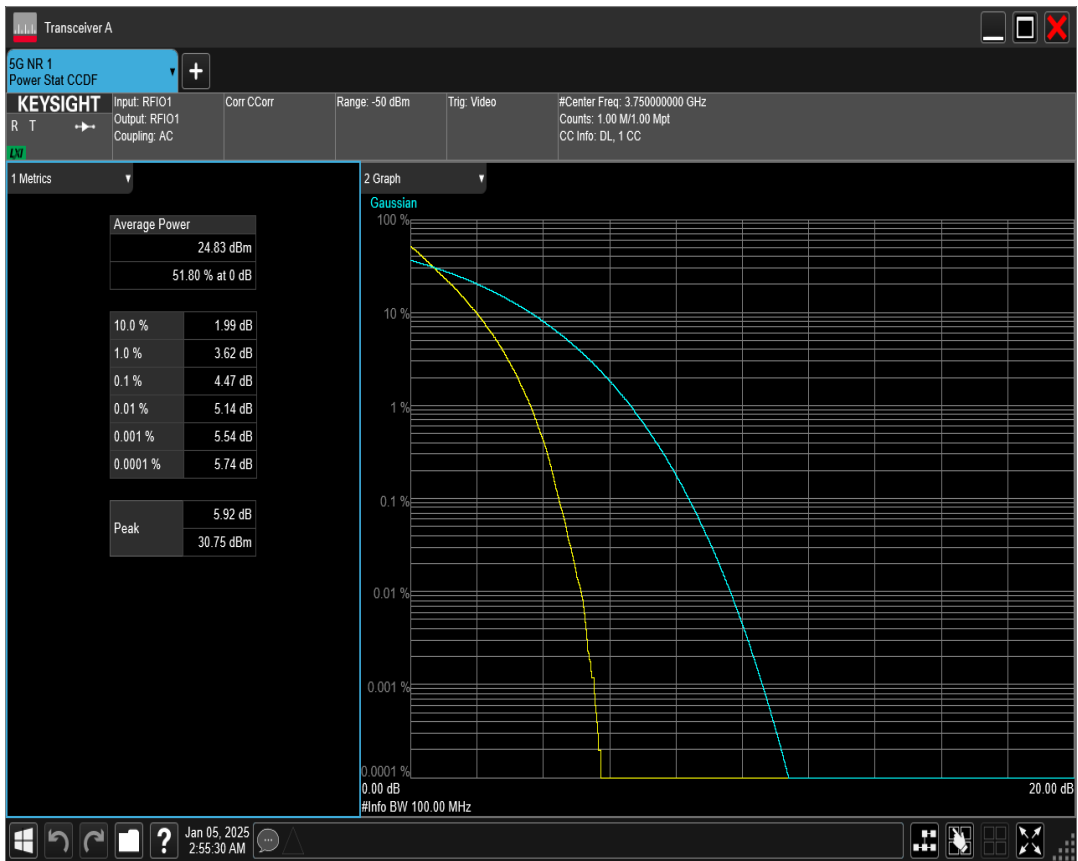 Transceiver A
5G NR 1
Power Stat CCDF
+
KEYSIGHT
R T
LXI
Input: RFIO1
Output: RFIO1
Coupling: AC
Corr CCorr
Range: -50 dBm
Trig: Video
#Center Freq: 3.750000000 GHz
Counts: 1.00 M/1.00 Mpt
CC Info: DL, 1 CC
1 Metrics
Average Power
24.83 dBm
51.80 % at 0 dB
10.0 % 1.99 dB
1.0 % 3.62 dB
0.1 % 4.47 dB
0.01 % 5.14 dB
0.001 % 5.54 dB
0.0001 % 5.74 dB
Peak
5.92 dB
30.75 dBm
2 Graph
Gaussian
100 %
10 %
1 %
0.1 %
0.01 %
0.001 %
0.0001 %
0.00 dB 20.00 dB
#Info BW 100.00 MHz
?
Jan 05, 2025
2:55:30 AM